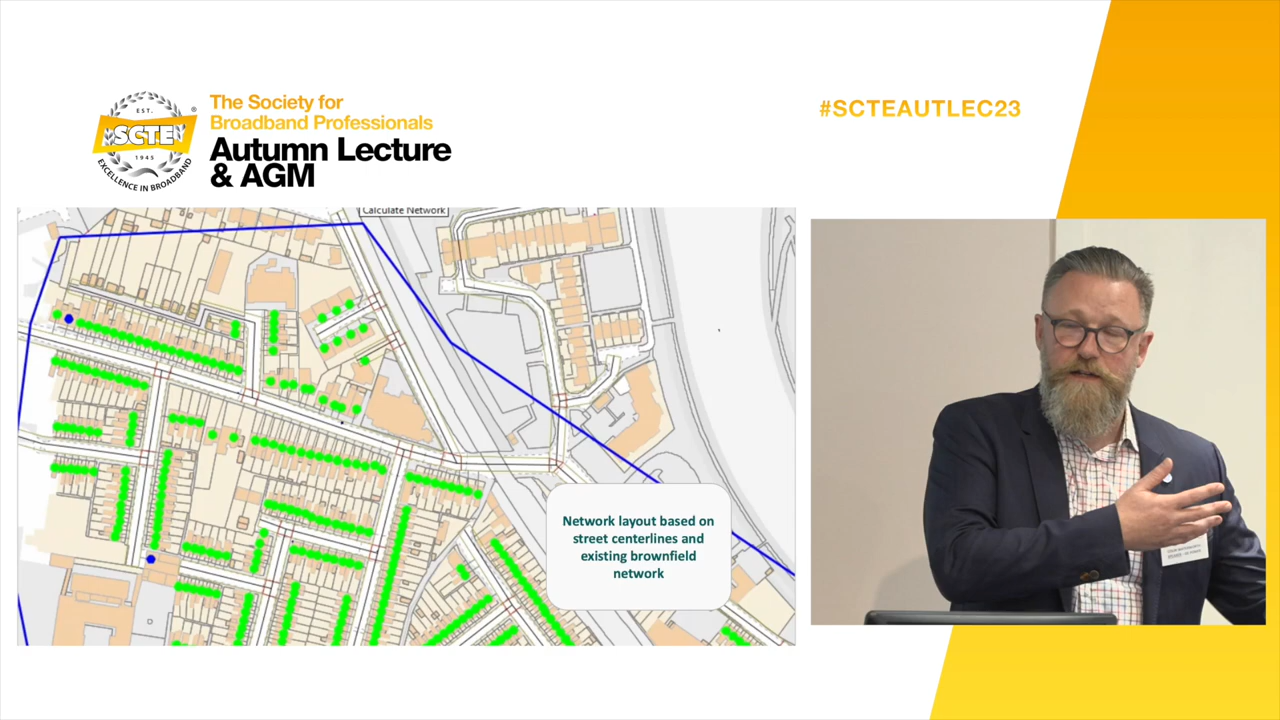 EST.
SCTE
®
1945
EXCELLENCE IN BROADBAND
The Society for
Broadband Professionals
Autumn Lecture
& AGM
#SCTEAUTLEC23
Calculate Network
Network layout based on
street centerlines and
existing brownfield
network